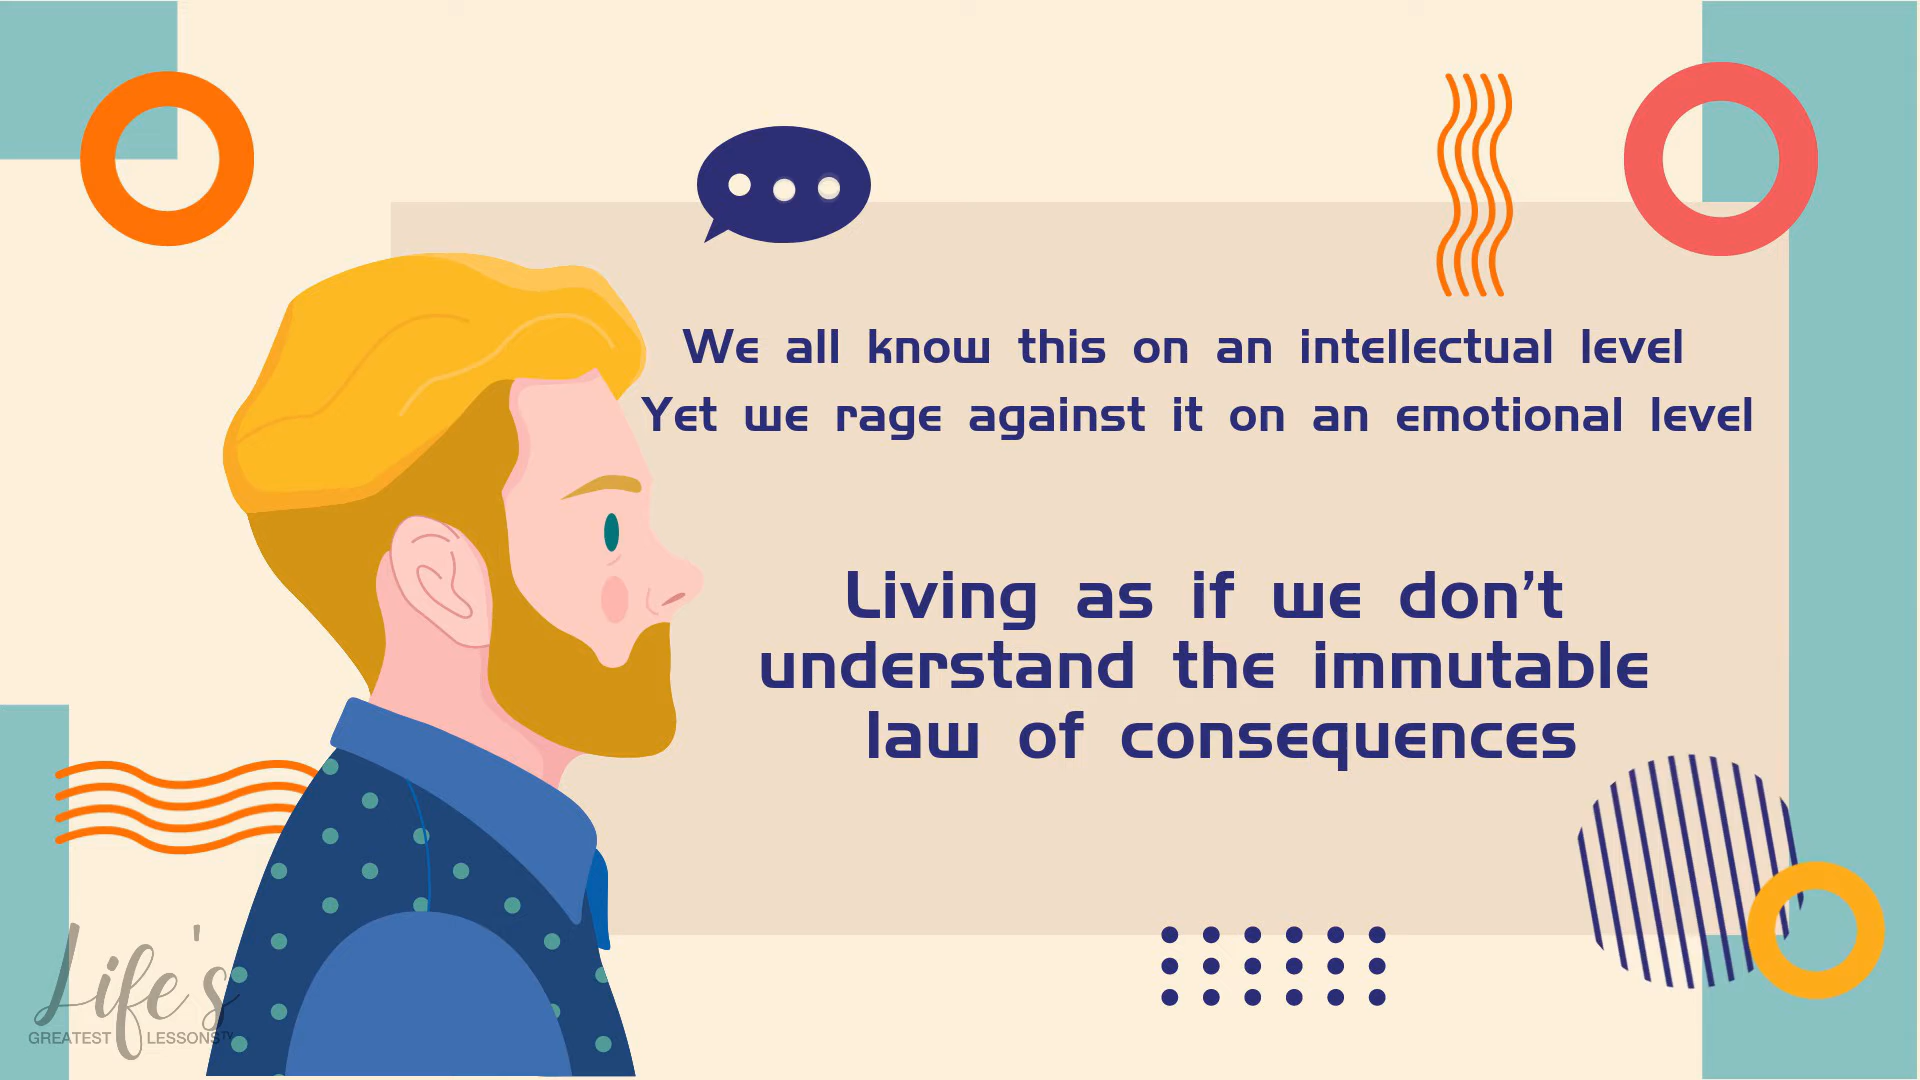 We all know this on an intellectual level
Yet we rage against it on an emotional level
Living as if we don't
understand the immutable
law of consequences
Life's
GREATEST LESSONS TV